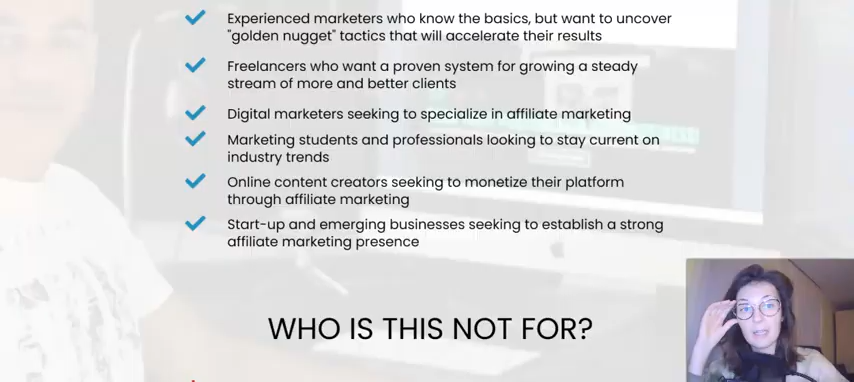 Experienced marketers who know the basics, but want to uncover
"golden nugget" tactics that will accelerate their results
Freelancers who want a proven system for growing a steady
stream of more and better clients
Digital marketers seeking to specialize in affiliate marketing
Marketing students and professionals looking to stay current on
industry trends
Online content creators seeking to monetize their platform
through affiliate marketing
Start-up and emerging businesses seeking to establish a strong
affiliate marketing presence
WHO IS THIS NOT FOR?